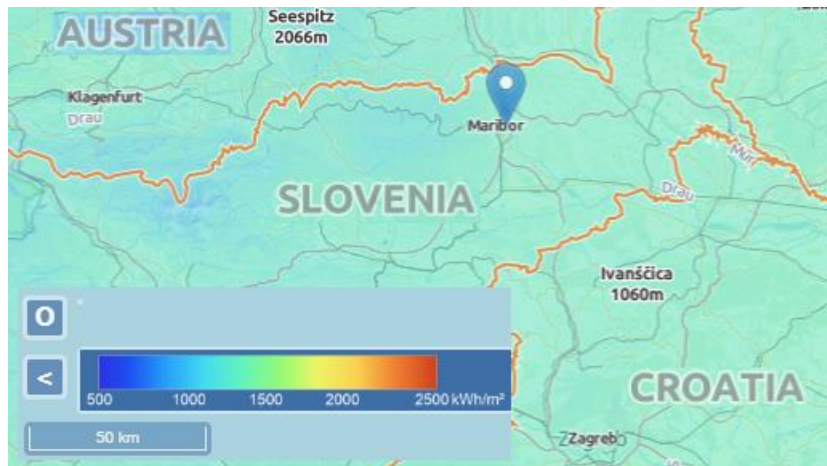 Seespitz
2066m
AUSTRIA
Klagenfurt
Drau
Maribor
Mur
SLOVENIA
Drau
Ivanščica
1060m
O
<
500 1000 1500 2000 2500 kWh/m²
CROATIA
50 km
Zagreb